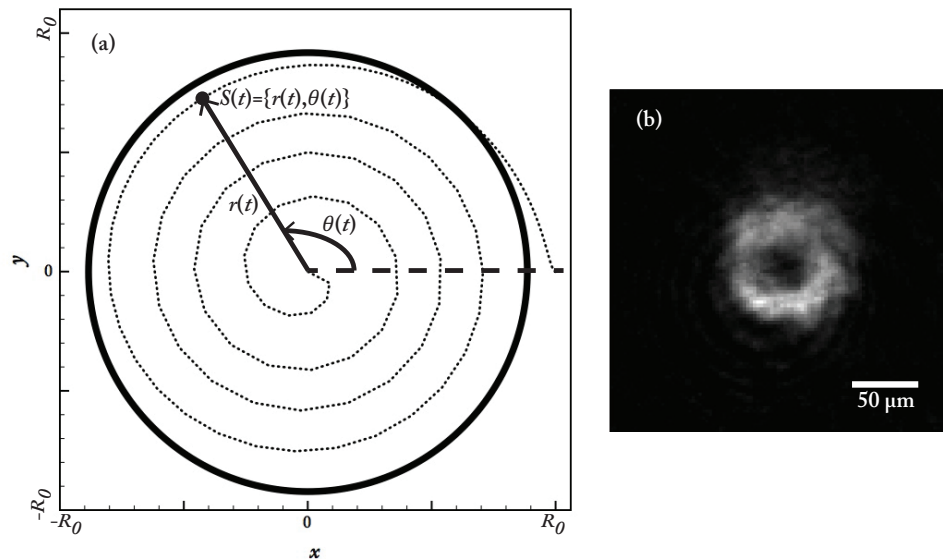 (a)
R₀
S(t)={r(t),θ(t)}
r(t)
θ(t)
y
0
-R₀
-R₀
0
R₀
x
(b)
50 μm